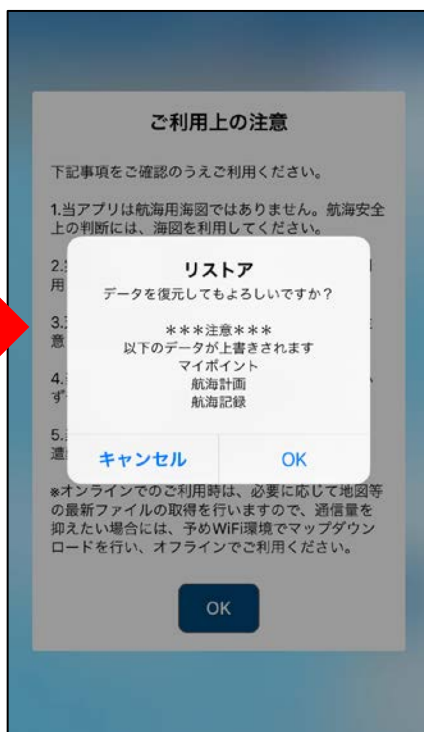 ご利用上の注意
下記事項をご確認のうえご利用ください。
1.当アプリは航海用海図ではありません。航海安全
上の判断には、海図を利用してください。
2.
用
リストア
データを復元してもよろしいですか？
3.
意
＊＊＊注意＊＊＊
以下のデータが上書きされます
マイポイント
航海計画
航海記録
4.
ず
5.
遭
キャンセル
OK
※オンラインでのご利用時は、必要に応じて地図等
の最新ファイルの取得を行いますので、通信量を
抑えたい場合には、予めWiFi環境でマップダウン
ロードを行い、オフラインでご利用ください。
OK